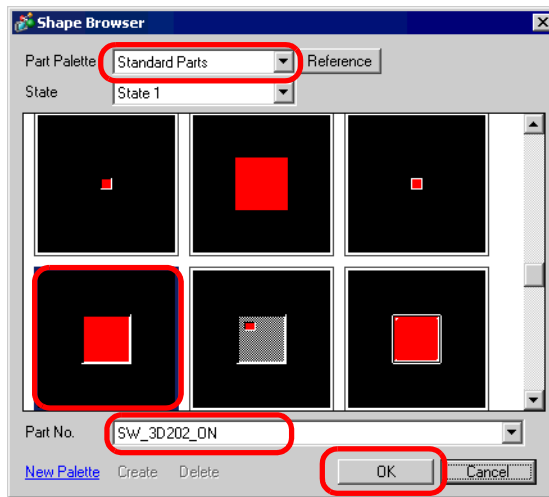 Shape Browser
Part Palette Standard Parts Reference
State State 1
Part No. SW_3D202_ON
New Palette Create Delete OK Cancel